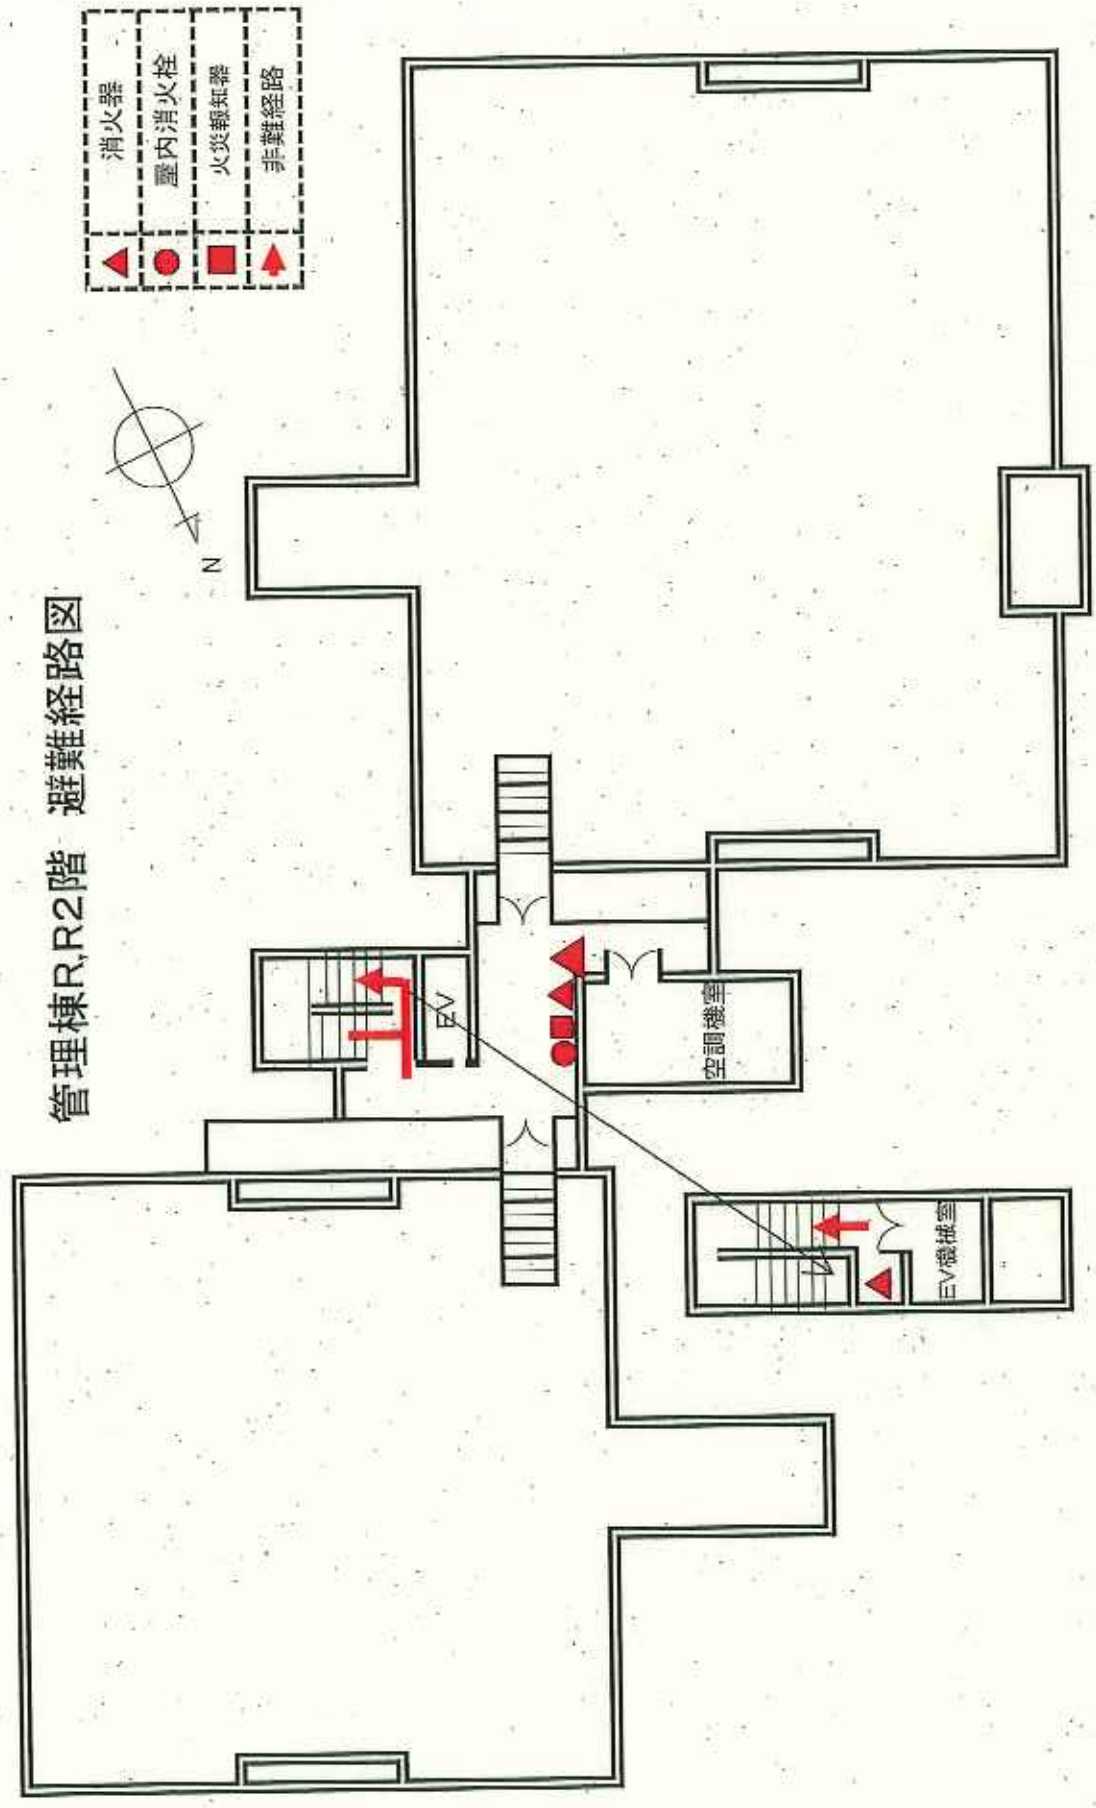 管理棟R,R2階 避難経路図
消火器
屋内消火栓
火災報知器
非難経路
N
EV
空調機室
EV機械室